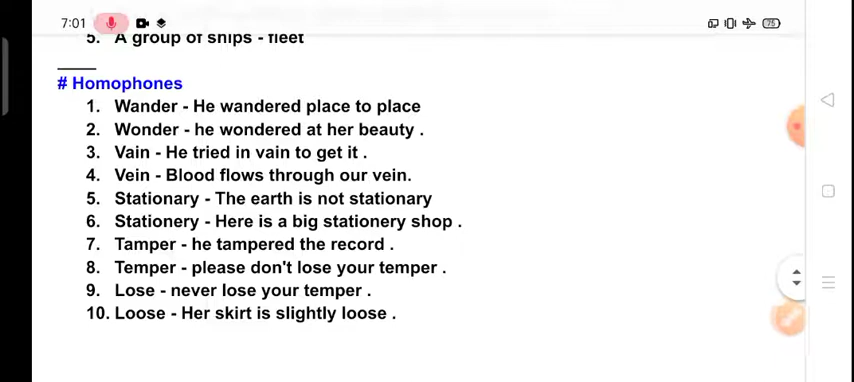 7:01
75
5. A group of ships - fleet
# Homophones
1. Wander - He wandered place to place
2. Wonder - he wondered at her beauty .
3. Vain - He tried in vain to get it .
4. Vein - Blood flows through our vein.
5. Stationary - The earth is not stationary
6. Stationery - Here is a big stationery shop .
7. Tamper - he tampered the record .
8. Temper - please don't lose your temper .
9. Lose - never lose your temper .
10. Loose - Her skirt is slightly loose .